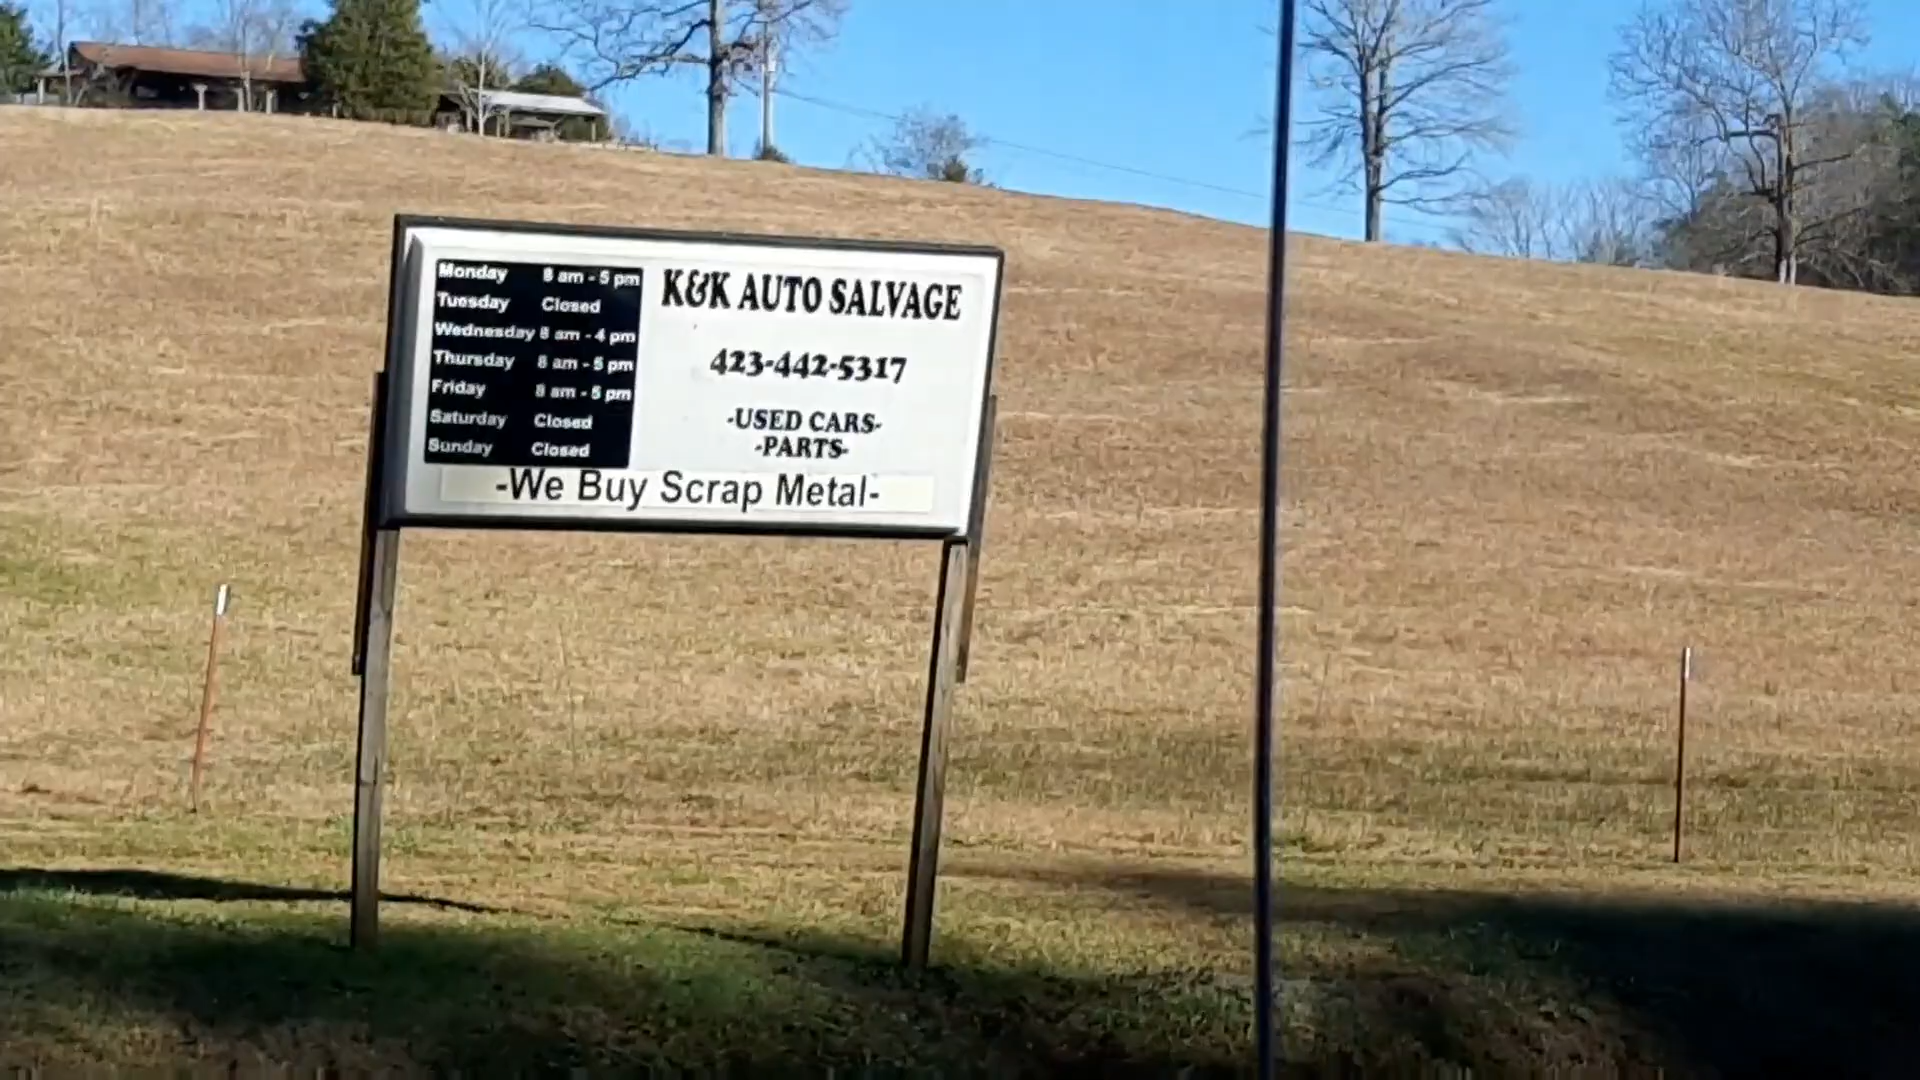 Monday 8 am - 5 pm
Tuesday Closed
Wednesday 8 am - 4 pm
Thursday 8 am - 5 pm
Friday 8 am - 5 pm
Saturday Closed
Sunday Closed
K&K AUTO SALVAGE
423-442-5317
-USED CARS-
-PARTS-
-We Buy Scrap Metal-